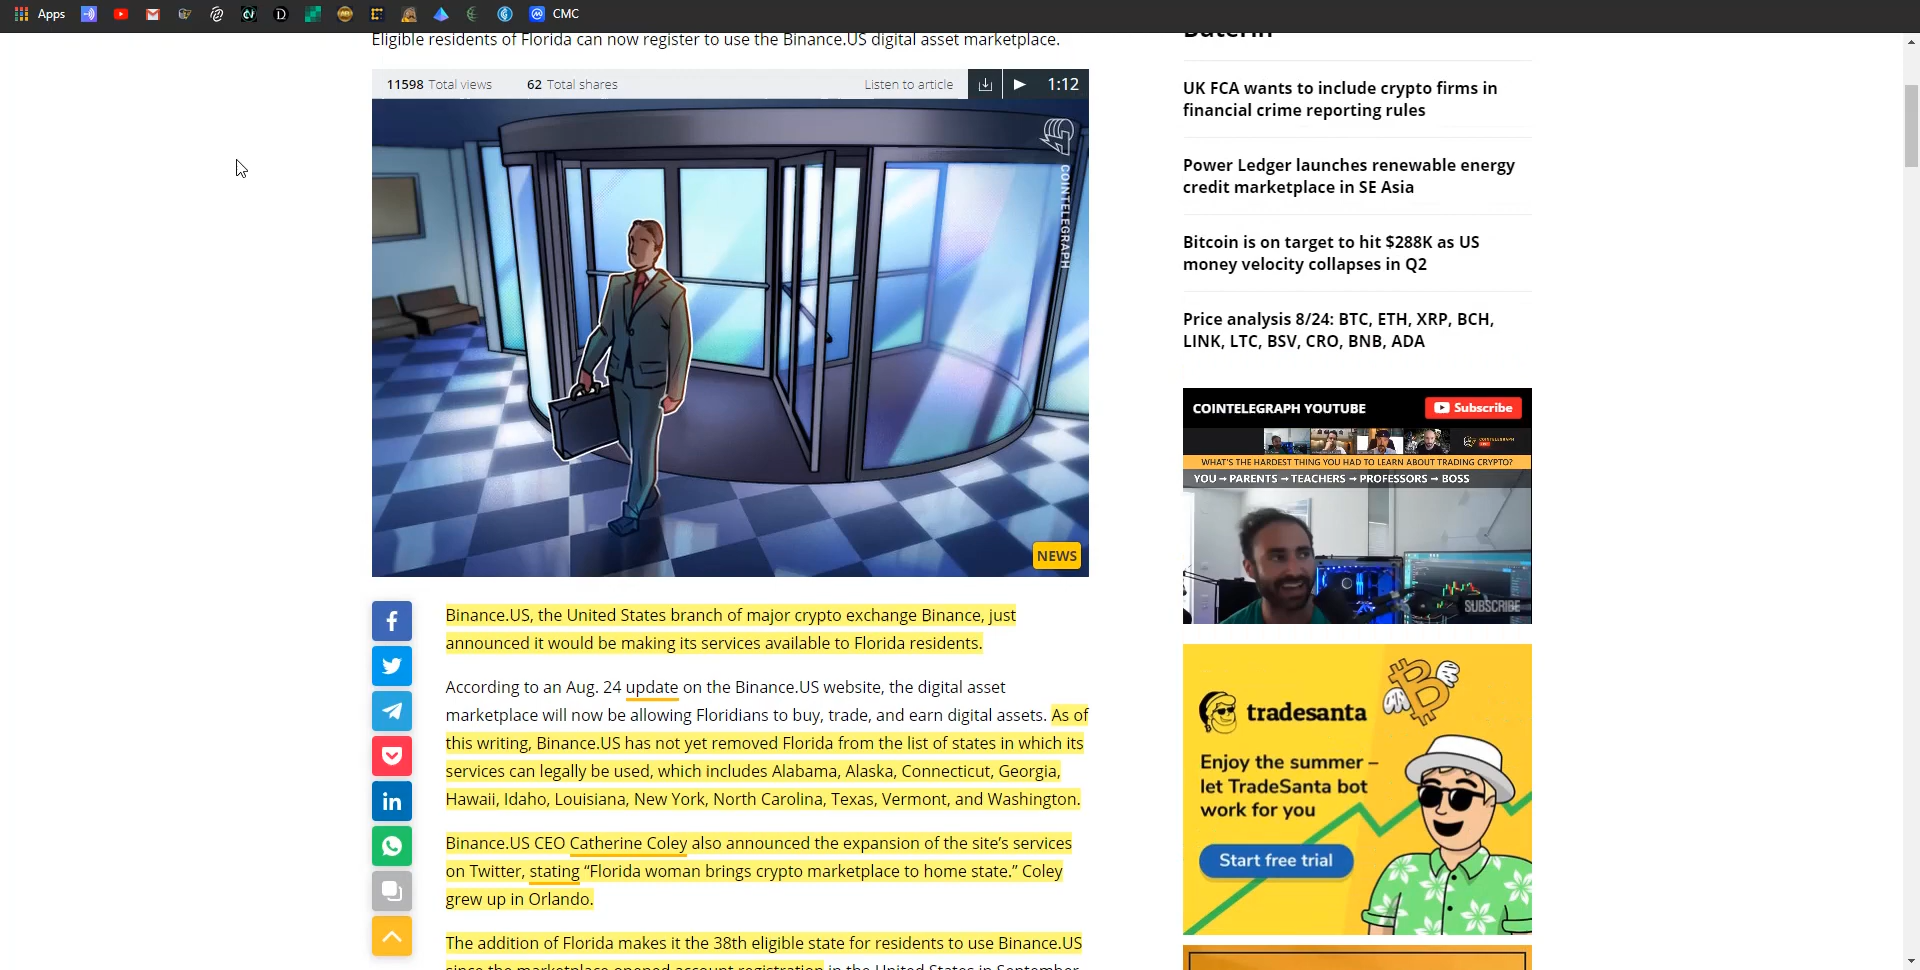 Apps
CMC
Eligible residents of Florida can now register to use the Binance.US digital asset marketplace.
11598 Total views 62 Total shares Listen to article 1:12
COINTELEGRAPH
NEWS
Binance.US, the United States branch of major crypto exchange Binance, just
announced it would be making its services available to Florida residents.
According to an Aug. 24 update on the Binance.US website, the digital asset
marketplace will now be allowing Floridians to buy, trade, and earn digital assets. As of
this writing, Binance.US has not yet removed Florida from the list of states in which its
services can legally be used, which includes Alabama, Alaska, Connecticut, Georgia,
Hawaii, Idaho, Louisiana, New York, North Carolina, Texas, Vermont, and Washington.
Binance.US CEO Catherine Coley also announced the expansion of the site’s services
on Twitter, stating “Florida woman brings crypto marketplace to home state.” Coley
grew up in Orlando.
The addition of Florida makes it the 38th eligible state for residents to use Binance.US
since the marketplace opened account registration in the United States in September
UK FCA wants to include crypto firms in
financial crime reporting rules
Power Ledger launches renewable energy
credit marketplace in SE Asia
Bitcoin is on target to hit $288K as US
money velocity collapses in Q2
Price analysis 8/24: BTC, ETH, XRP, BCH,
LINK, LTC, BSV, CRO, BNB, ADA
COINTELEGRAPH YOUTUBE Subscribe
COINTELEGRAPH
WHAT'S THE HARDEST THING YOU HAD TO LEARN ABOUT TRADING CRYPTO?
YOU → PARENTS → TEACHERS → PROFESSORS → BOSS
SUBSCRIBE
tradesanta
Enjoy the summer –
let TradeSanta bot
work for you
Start free trial